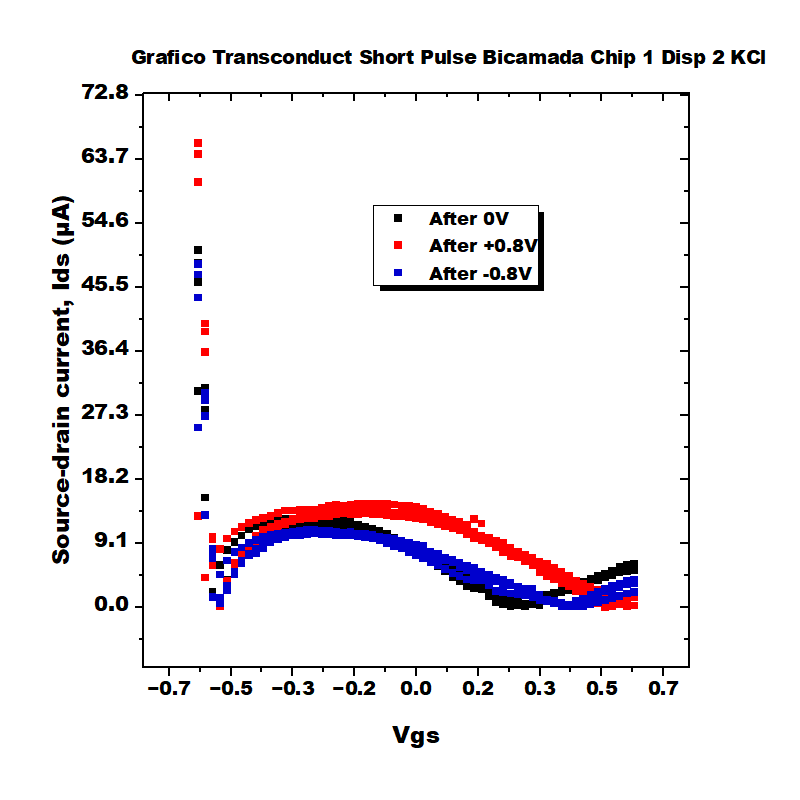 Grafico Transconduct Short Pulse Bicamada Chip 1 Disp 2 KCl
72.8
63.7
54.6
45.5
36.4
27.3
18.2
9.1
0.0
Source-drain current, Ids (µA)
After 0V
After +0.8V
After -0.8V
−0.7 −0.5 −0.3 −0.2 0.0 0.2 0.3 0.5 0.7
Vgs